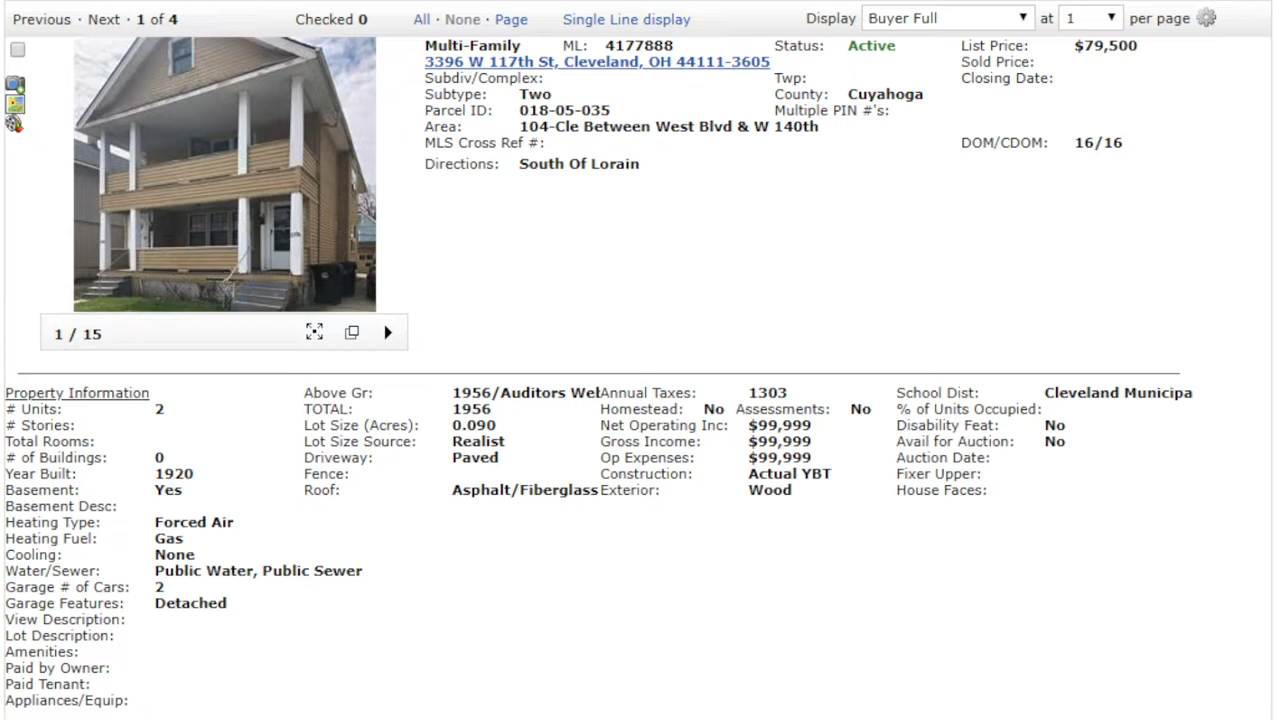 Previous · Next · 1 of 4 Checked 0 All · None · Page Single Line display Display Buyer Full at 1 per page
Multi-Family ML: 4177888 Status: Active List Price: $79,500
3396 W 117th St, Cleveland, OH 44111-3605 Sold Price:
Subdiv/Complex: Twp: Closing Date:
Subtype: Two County: Cuyahoga
Parcel ID: 018-05-035 Multiple PIN #'s:
Area: 104-Cle Between West Blvd & W 140th
MLS Cross Ref #: DOM/CDOM: 16/16
Directions: South Of Lorain
1 / 15
Property Information Above Gr: 1956/Auditors Wel Annual Taxes: 1303 School Dist: Cleveland Municipa
# Units: 2 TOTAL: 1956 Homestead: No Assessments: No % of Units Occupied:
# Stories: Lot Size (Acres): 0.090 Net Operating Inc: $99,999 Disability Feat: No
Total Rooms: Lot Size Source: Realist Gross Income: $99,999 Avail for Auction: No
# of Buildings: 0 Driveway: Paved Op Expenses: $99,999 Auction Date:
Year Built: 1920 Fence: Construction: Actual YBT Fixer Upper:
Basement: Yes Roof: Asphalt/Fiberglass Exterior: Wood House Faces:
Basement Desc:
Heating Type: Forced Air
Heating Fuel: Gas
Cooling: None
Water/Sewer: Public Water, Public Sewer
Garage # of Cars: 2
Garage Features: Detached
View Description:
Lot Description:
Amenities:
Paid by Owner:
Paid Tenant:
Appliances/Equip: